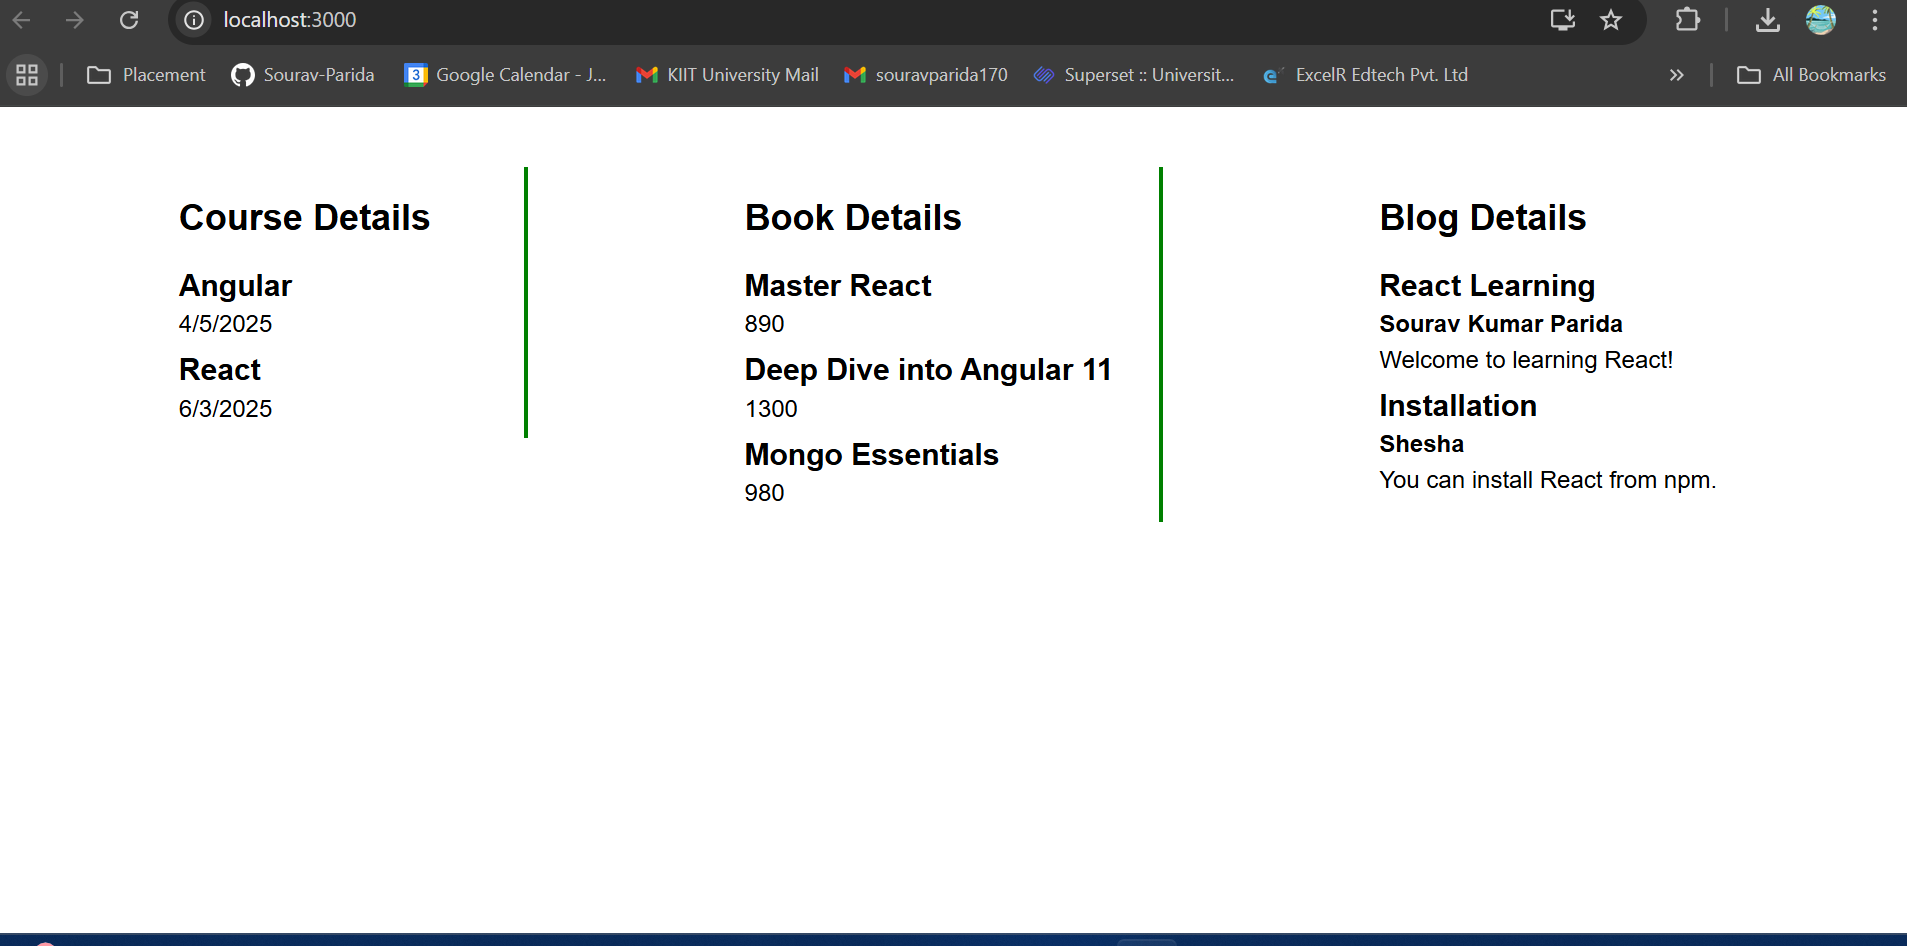 localhost:3000
Placement
Sourav-Parida
3
Google Calendar - J...
KIIT University Mail
souravparida170
Superset :: Universit...
ExcelR Edtech Pvt. Ltd
All Bookmarks
Course Details
Angular
4/5/2025
React
6/3/2025
Book Details
Master React
890
Deep Dive into Angular 11
1300
Mongo Essentials
980
Blog Details
React Learning
Sourav Kumar Parida
Welcome to learning React!
Installation
Shesha
You can install React from npm.